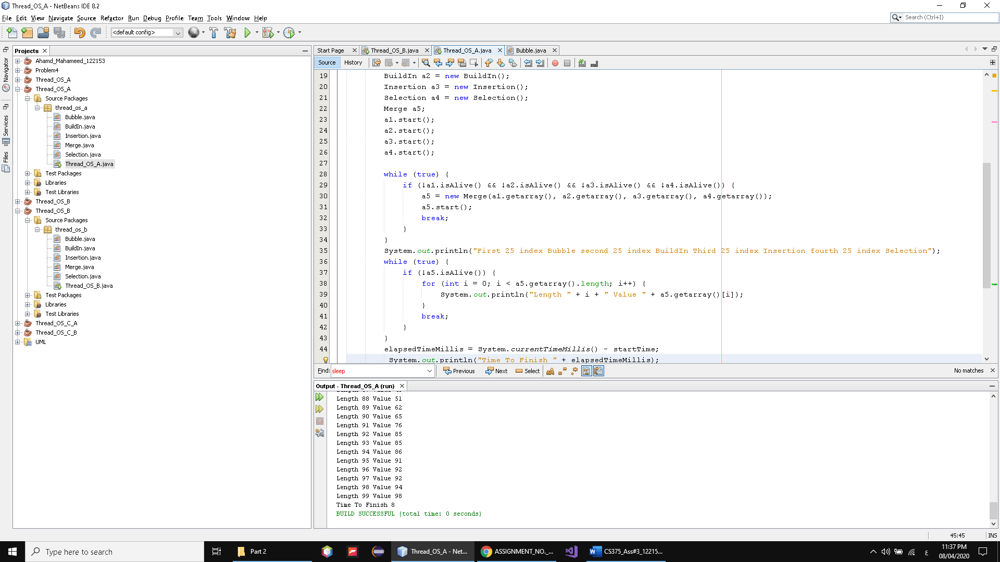 Thread_OS_A - NetBeans IDE 8.2
File Edit View Navigate Source Refactor Run Debug Profile Team Tools Window Help
Search (Ctrl+I)
<default config>
Navigator
Services
Files
Projects
Ahamd_Mahameed_122153
Problem4
Thread_OS_A
Thread_OS_A
Source Packages
thread_os_a
Bubble.java
BuildIn.java
Insertion.java
Merge.java
Selection.java
Thread_OS_A.java
Test Packages
Libraries
Test Libraries
Thread_OS_B
Thread_OS_B
Source Packages
thread_os_b
Bubble.java
BuildIn.java
Insertion.java
Merge.java
Selection.java
Thread_OS_B.java
Test Packages
Libraries
Test Libraries
Thread_OS_C_A
Thread_OS_C_B
UML
Start Page Thread_OS_B.java Thread_OS_A.java Bubble.java
Source History
19 BuildIn a2 = new BuildIn();
20 Insertion a3 = new Insertion();
21 Selection a4 = new Selection();
22 Merge a5;
23 a1.start();
24 a2.start();
25 a3.start();
26 a4.start();
27
28 while (true) {
29 if (!a1.isAlive() && !a2.isAlive() && !a3.isAlive() && !a4.isAlive()) {
30 a5 = new Merge(a1.getarray(), a2.getarray(), a3.getarray(), a4.getarray());
31 a5.start();
32 break;
33 }
34 }
35 System.out.println("First 25 index Bubble second 25 index BuildIn Third 25 index Insertion fourth 25 index Selection");
36 while (true) {
37 if (!a5.isAlive()) {
38 for (int i = 0; i < a5.getarray().length; i++) {
39 System.out.println("Length " + i + " Value " + a5.getarray()[i]);
40 }
41 break;
42 }
43 }
44 elapsedTimeMillis = System.currentTimeMillis() - startTime;
System.out.println("Time To Finish " + elapsedTimeMillis);
Find: sleep Previous Next Select aA No matches
Output - Thread_OS_A (run)
Length 88 Value 51
Length 89 Value 62
Length 90 Value 65
Length 91 Value 76
Length 92 Value 85
Length 93 Value 85
Length 94 Value 86
Length 95 Value 91
Length 96 Value 92
Length 97 Value 92
Length 98 Value 94
Length 99 Value 98
Time To Finish 8
BUILD SUCCESSFUL (total time: 0 seconds)
45:45 INS
Type here to search
Part 2
Thread_OS_A - Net...
ASSIGNMENT_NO._...
CS375_Ass#3_12215...
ع
11:37 PM
08/04/2020